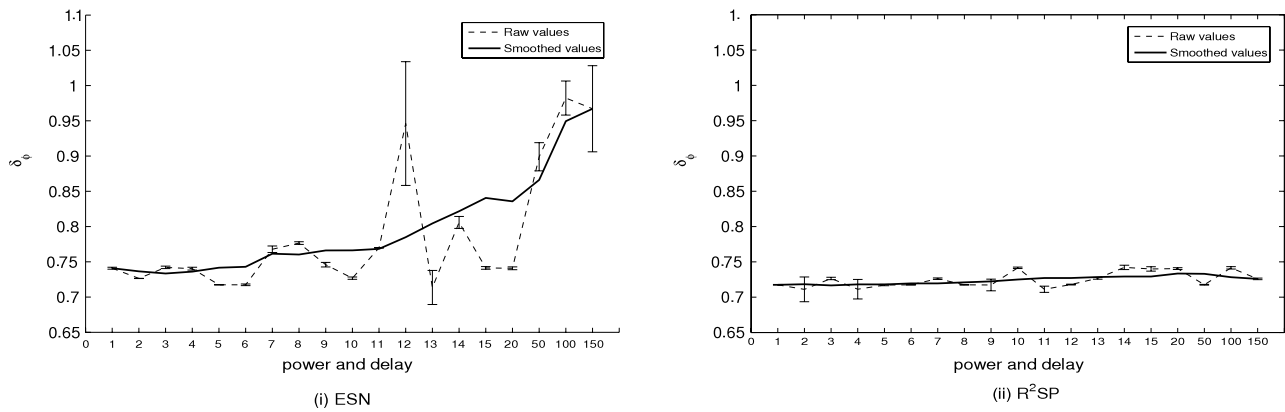 1.1
1.05
1
0.95
0.9
0.85
0.8
0.75
0.7
0.65
δϕ
Raw values
Smoothed values
0 1 2 3 4 5 6 7 8 9 10 11 12 13 14 15 20 50 100 150
power and delay
(i) ESN
1.
1.05
1
0.95
0.9
0.85
0.8
0.75
0.7
0.65
δϕ
Raw values
Smoothed values
0 1 2 3 4 5 6 7 8 9 10 11 12 13 14 15 20 50 100 150
power and delay
(ii) R²SP